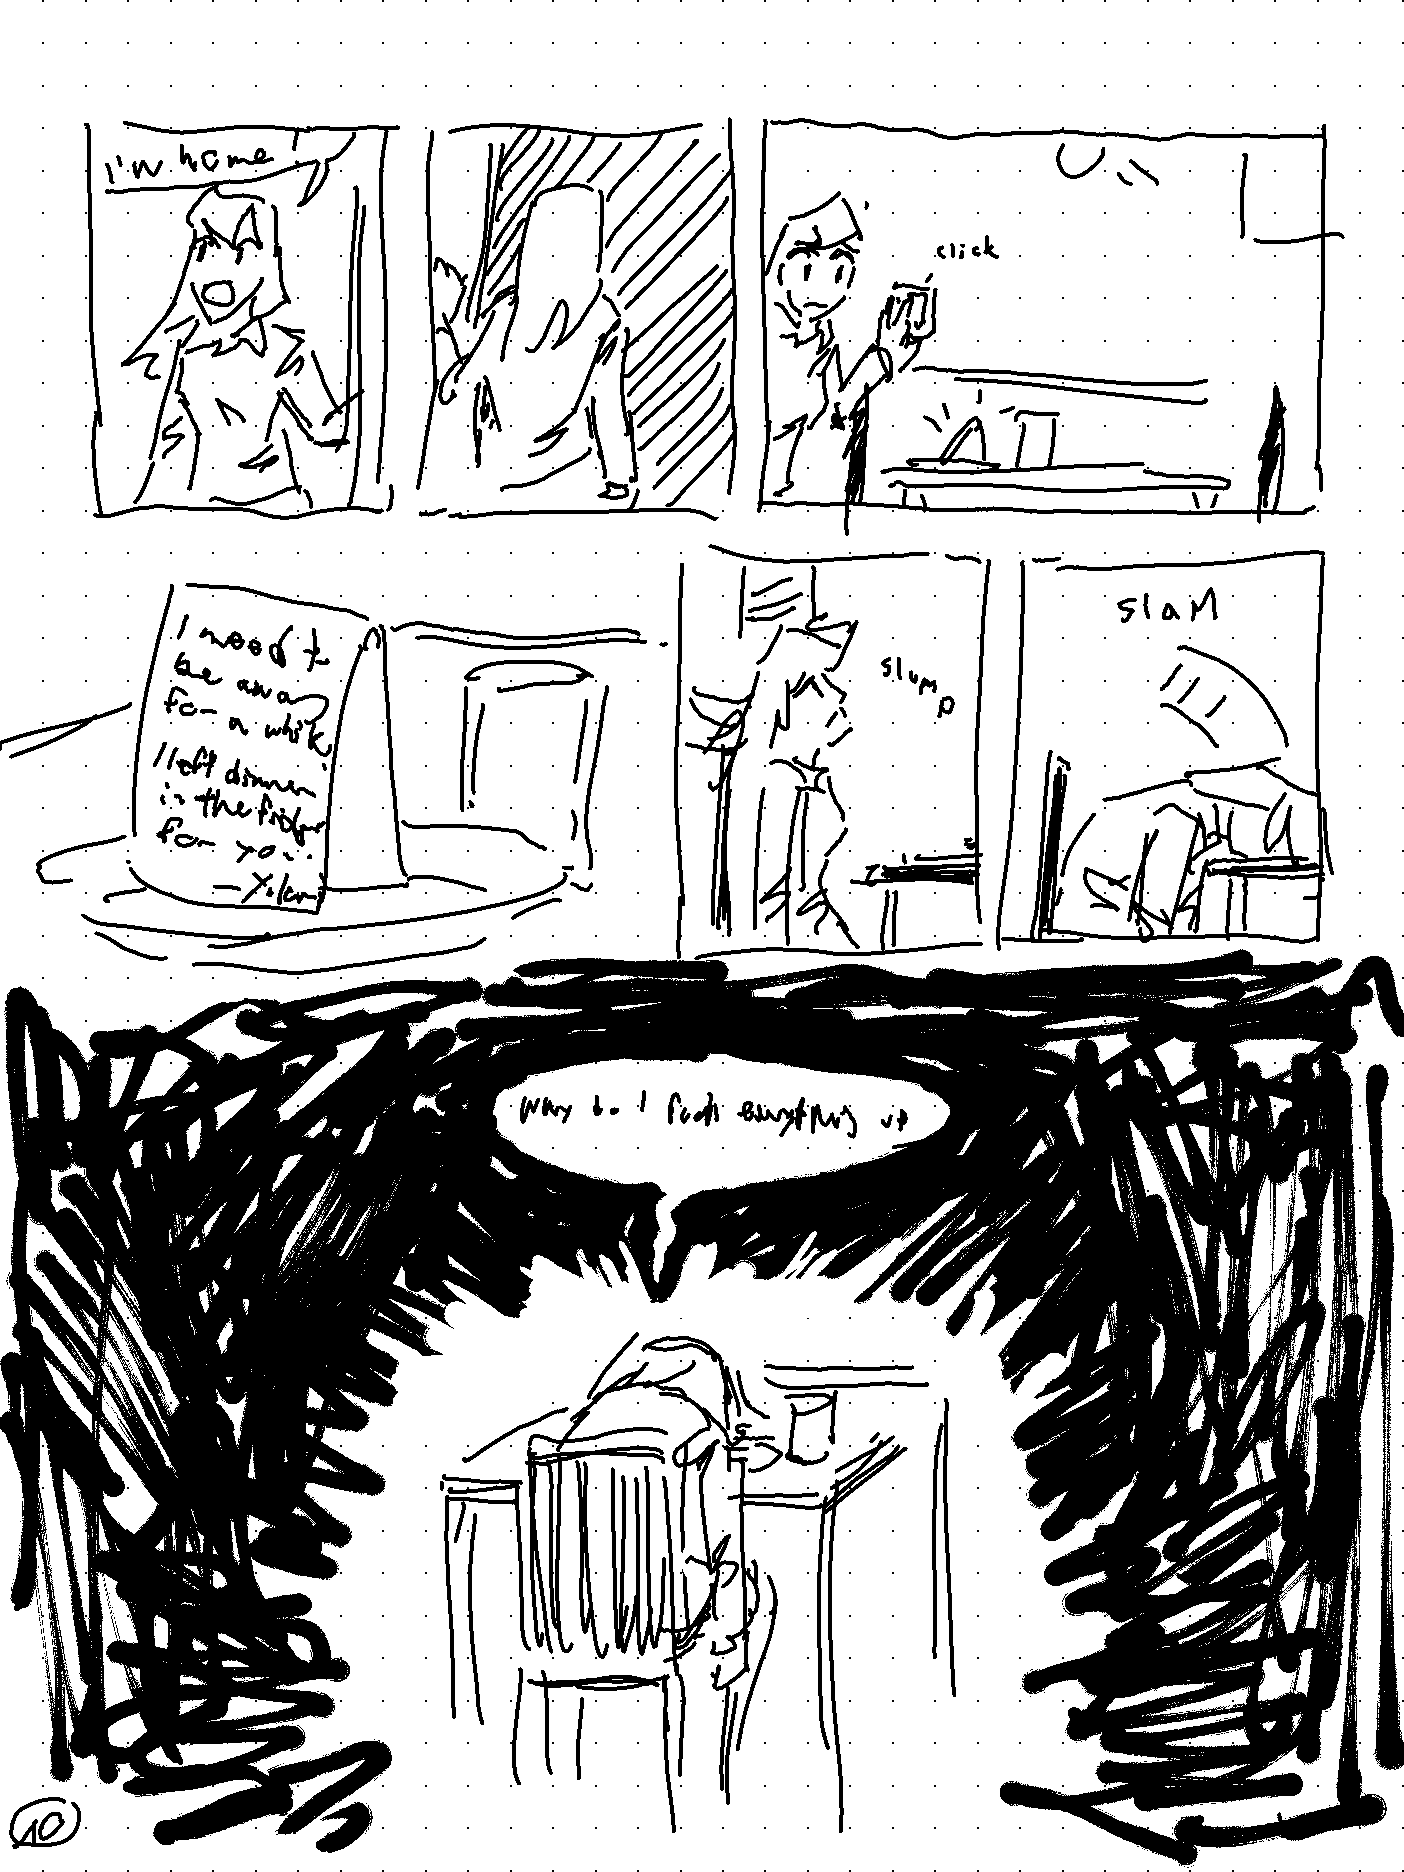 I'm home
click
I need t
be away
for a while
I left dinner
in the fridge
for you
slump
slaM
Why do I fuck everything up
10